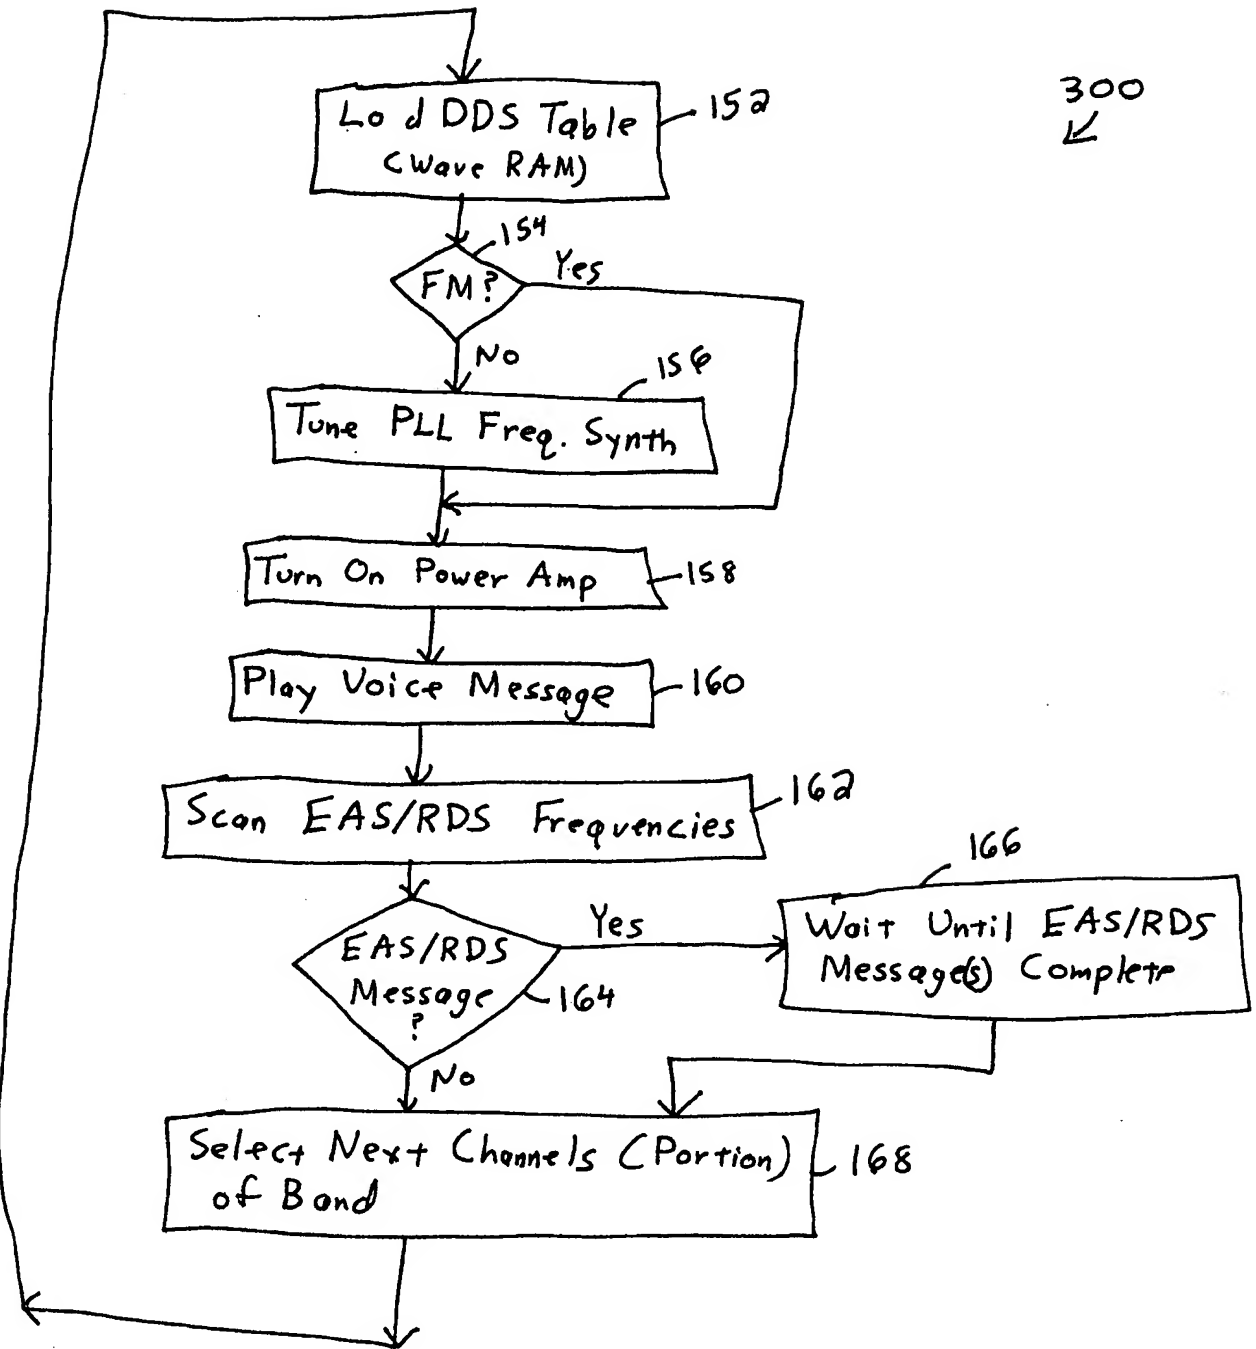 300
Lo d DDS Table
(Wave RAM)
152
154
FM?
Yes
No
156
Tune PLL Freq. Synth
Turn On Power Amp
158
Play Voice Message
160
Scan EAS/RDS Frequencies
162
EAS/RDS
Message
?
164
Yes
No
166
Wait Until EAS/RDS
Message(s) Complete
Select Next Channels (Portion)
of Band
168